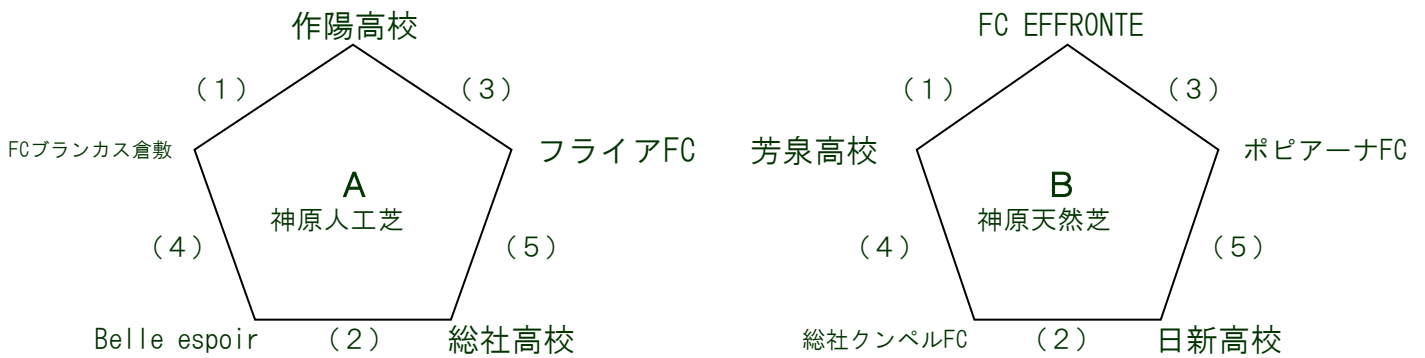 作陽高校
（1）
（3）
FCブランカス倉敷
フライアFC
A
神原人工芝
（4）
（5）
Belle espoir
（2）
総社高校
FC EFFRONTE
（1）
（3）
芳泉高校
ポピアーナFC
B
神原天然芝
（4）
（5）
総社クンペルFC
（2）
日新高校